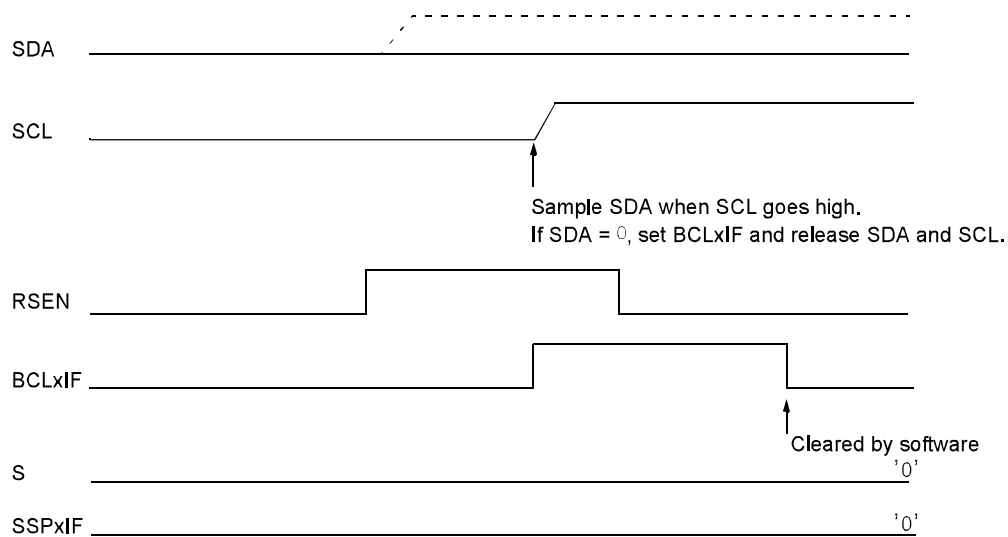 SDA
SCL
Sample SDA when SCL goes high.
If SDA = 0, set BCLxIF and release SDA and SCL.
RSEN
BCLxIF
Cleared by software
S
'0'
SSPxIF
'0'